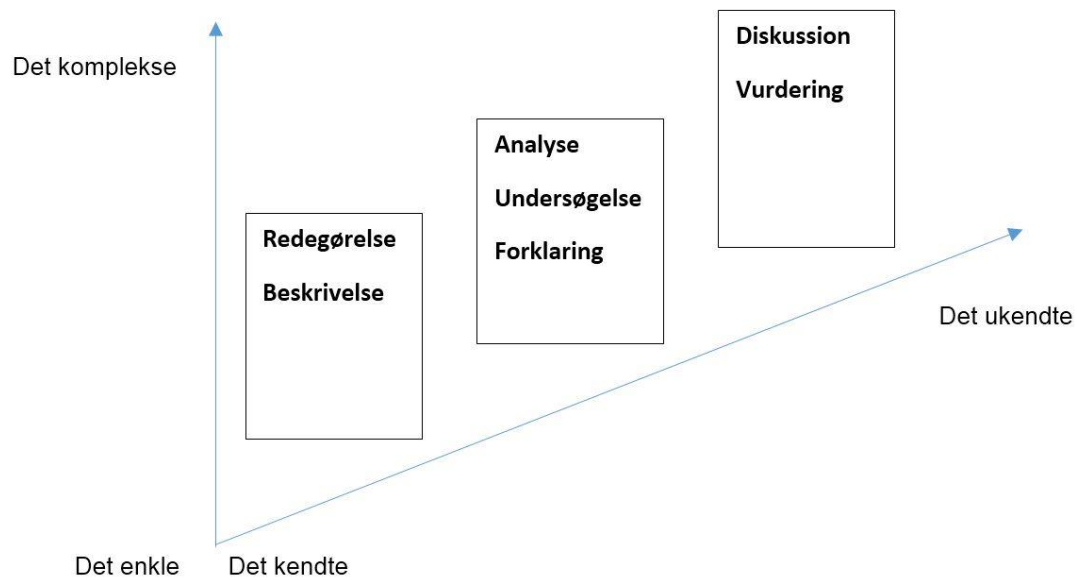 Det komplekse
Diskussion
Vurdering
Analyse
Undersøgelse
Forklaring
Redegørelse
Beskrivelse
Det ukendte
Det enkle
Det kendte